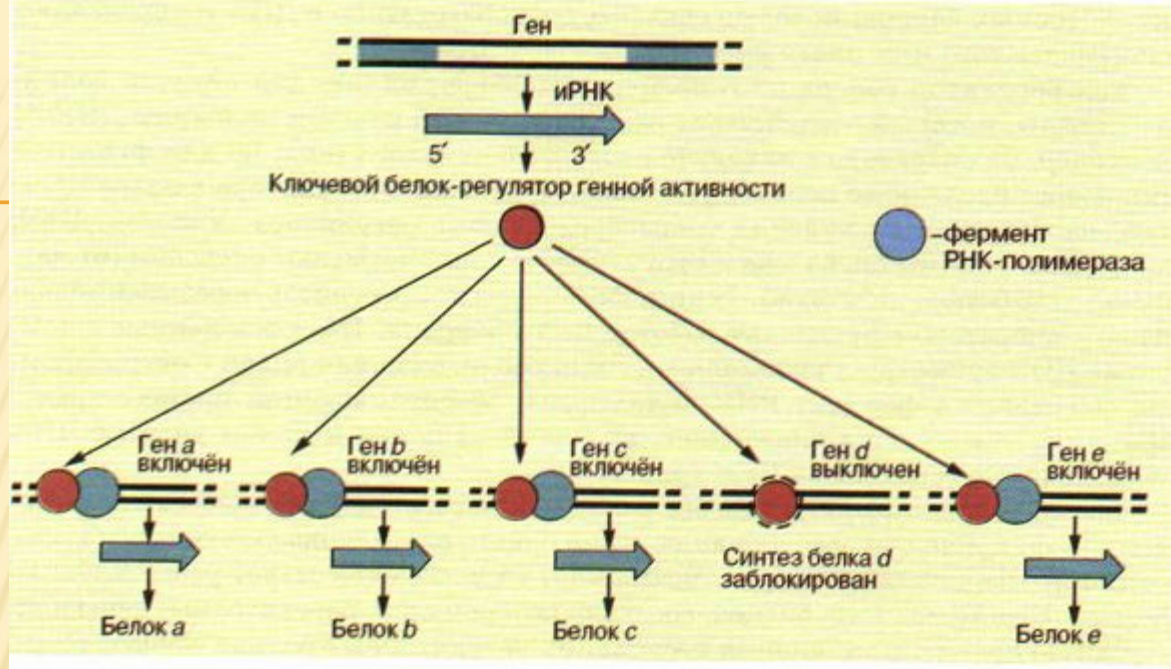 Ген
иРНК
5′ 3′
Ключевой белок-регулятор генной активности
–фермент
РНК-полимераза
Ген a
включён
Ген b
включён
Ген c
включён
Ген d
выключен
Ген e
включён
Синтез белка d
заблокирован
Белок a
Белок b
Белок c
Белок e